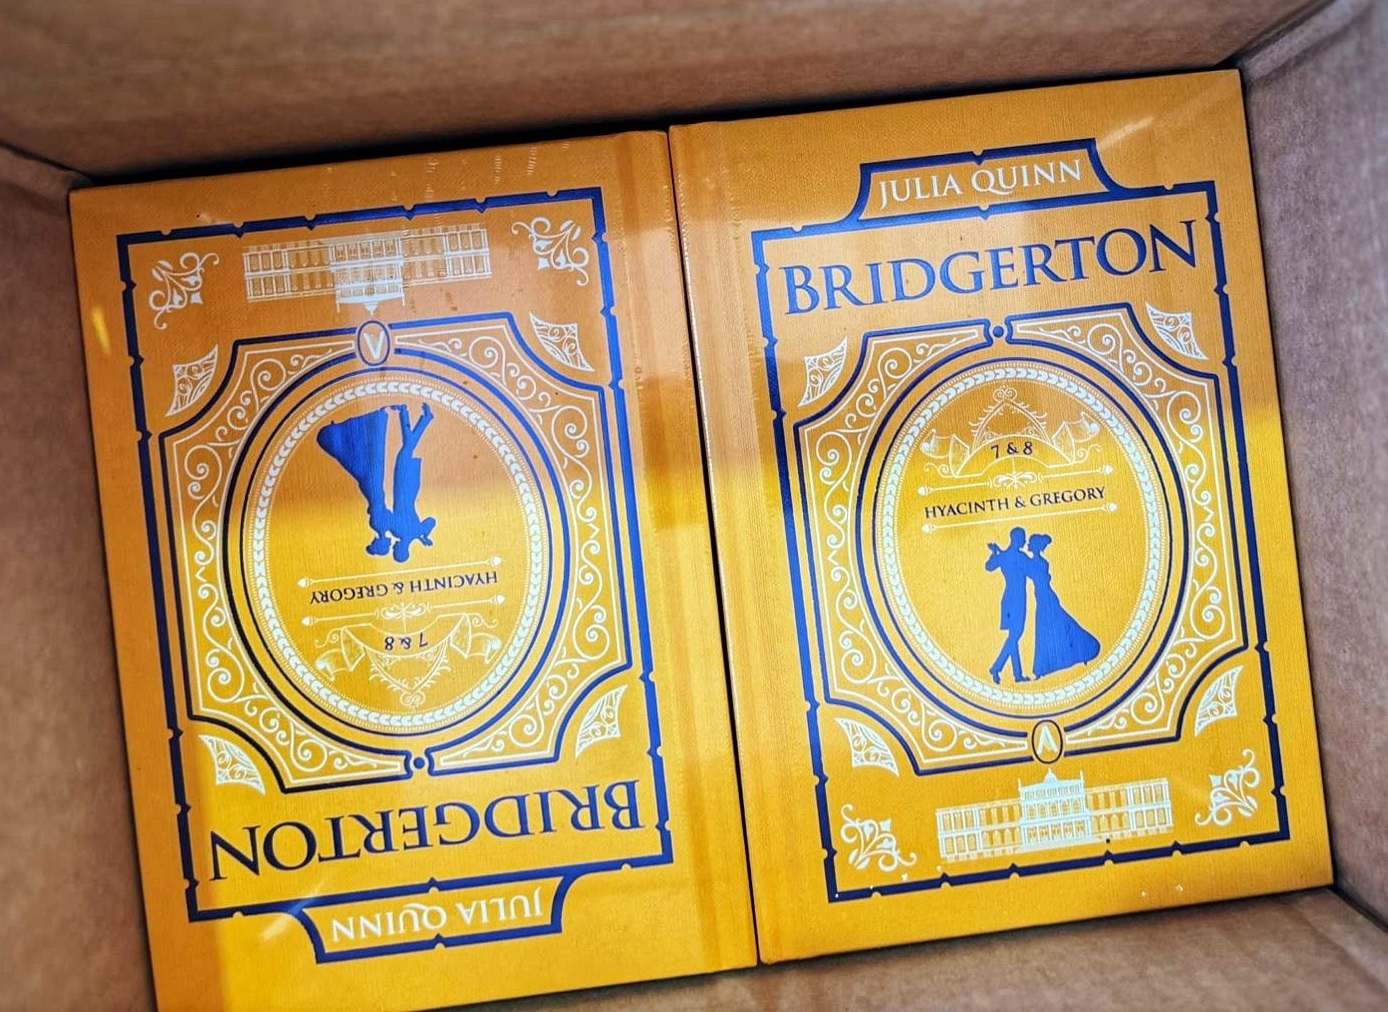 JULIA QUINN
BRIDGERTON
7 & 8
HYACINTH & GREGORY
JULIA QUINN
BRIDGERTON
7 & 8
HYACINTH & GREGORY